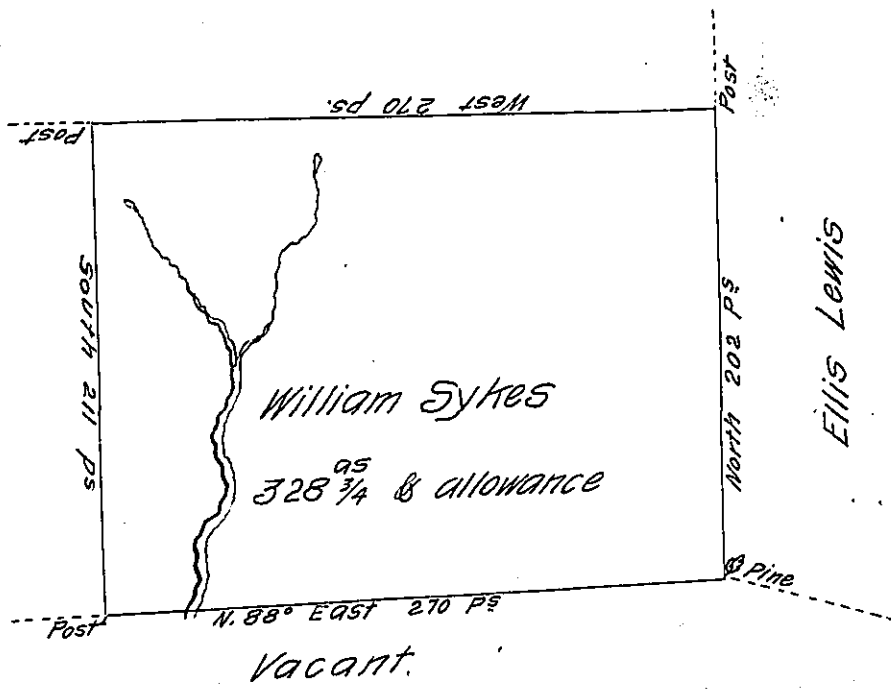 West 270 ps.
Post
Post
South 211 ps
North 202 Ps
Ellis Lewis
William Sykes
328 3/4 as & allowance
Pine
Post
N. 88° East 270 Ps
Vacant.